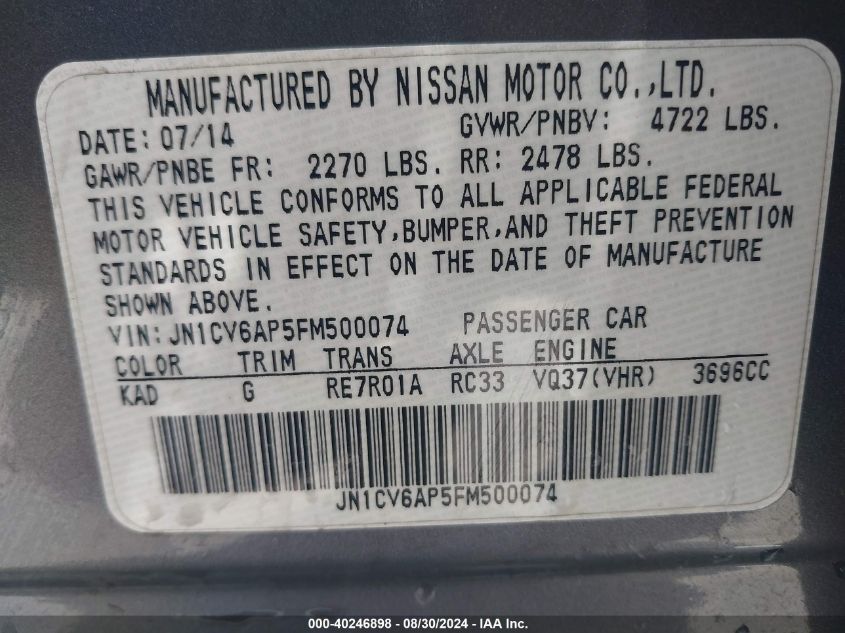 MANUFACTURED BY NISSAN MOTOR CO.,LTD.
DATE: 07/14 GVWR/PNBV: 4722 LBS.
GAWR/PNBE FR: 2270 LBS. RR: 2478 LBS.
THIS VEHICLE CONFORMS TO ALL APPLICABLE FEDERAL
MOTOR VEHICLE SAFETY,BUMPER,AND THEFT PREVENTION
STANDARDS IN EFFECT ON THE DATE OF MANUFACTURE
SHOWN ABOVE.
VIN: JN1CV6AP5FM500074 PASSENGER CAR
COLOR TRIM TRANS AXLE ENGINE
KAD G RE7R01A RC33 VQ37(VHR) 3696CC
JN1CV6AP5FM500074
000-40246898 - 08/30/2024 - IAA Inc.